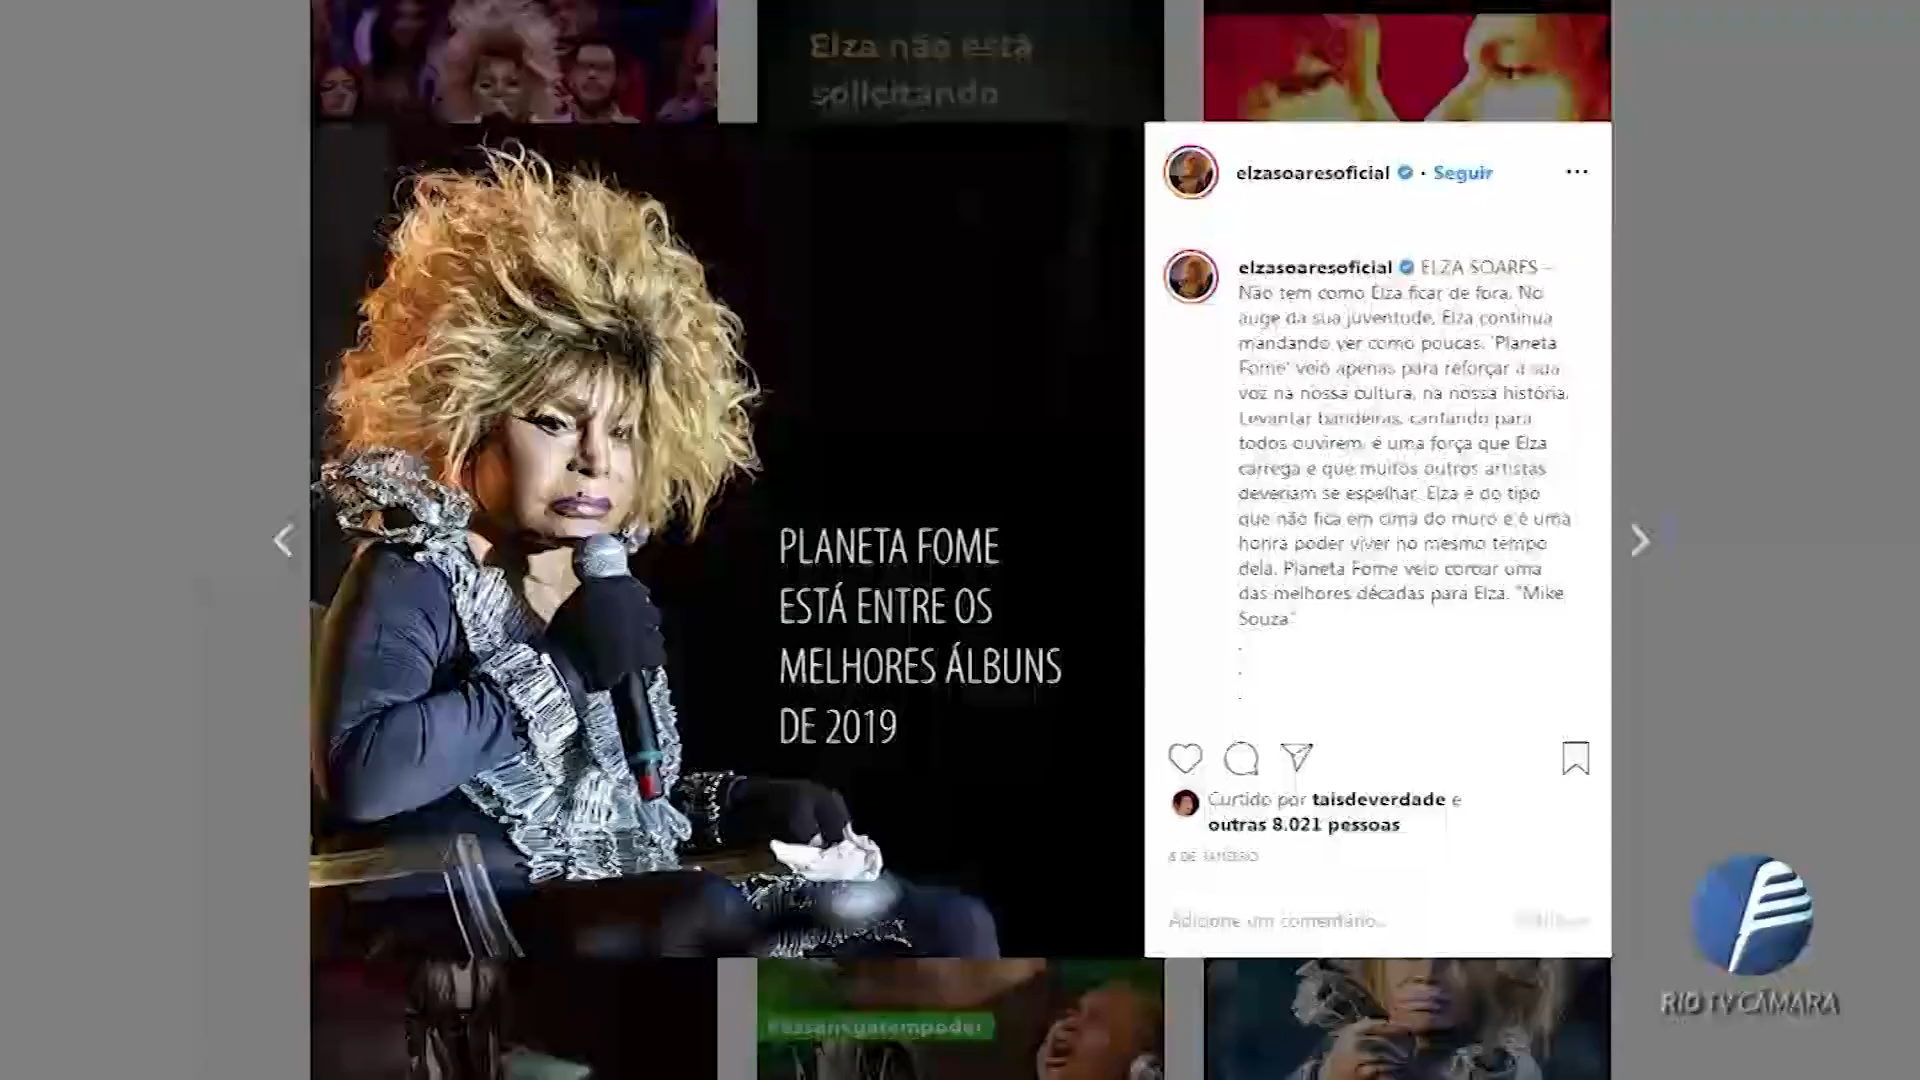 Elza não está
solicitando
elzasoaresoficial • Seguir
elzasoaresoficial ELZA SOARES –
Não tem como Elza ficar de fora. No
auge da sua juventude, Elza continua
mandando ver como poucas. 'Planeta
Fome' veio apenas para reforçar a sua
voz na nossa cultura, na nossa história.
Levantar bandeiras, cantando para
todos ouvirem, é uma força que Elza
carrega e que muitos outros artistas
deveriam se espelhar. Elza é do tipo
que não fica em cima do muro e é uma
honra poder viver no mesmo tempo
dela. Planeta Fome veio coroar uma
das melhores décadas para Elza. "Mike
Souza"
.
.
.
PLANETA FOME
ESTÁ ENTRE OS
MELHORES ÁLBUNS
DE 2019
Curtido por taisdeverdade e
outras 8.021 pessoas
DE JANEIRO
Adicione um comentário...
RIO TV CÂMARA